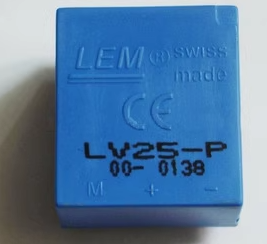 LEM® swiss
made
CE
LV25-P
00- 0138
M + -